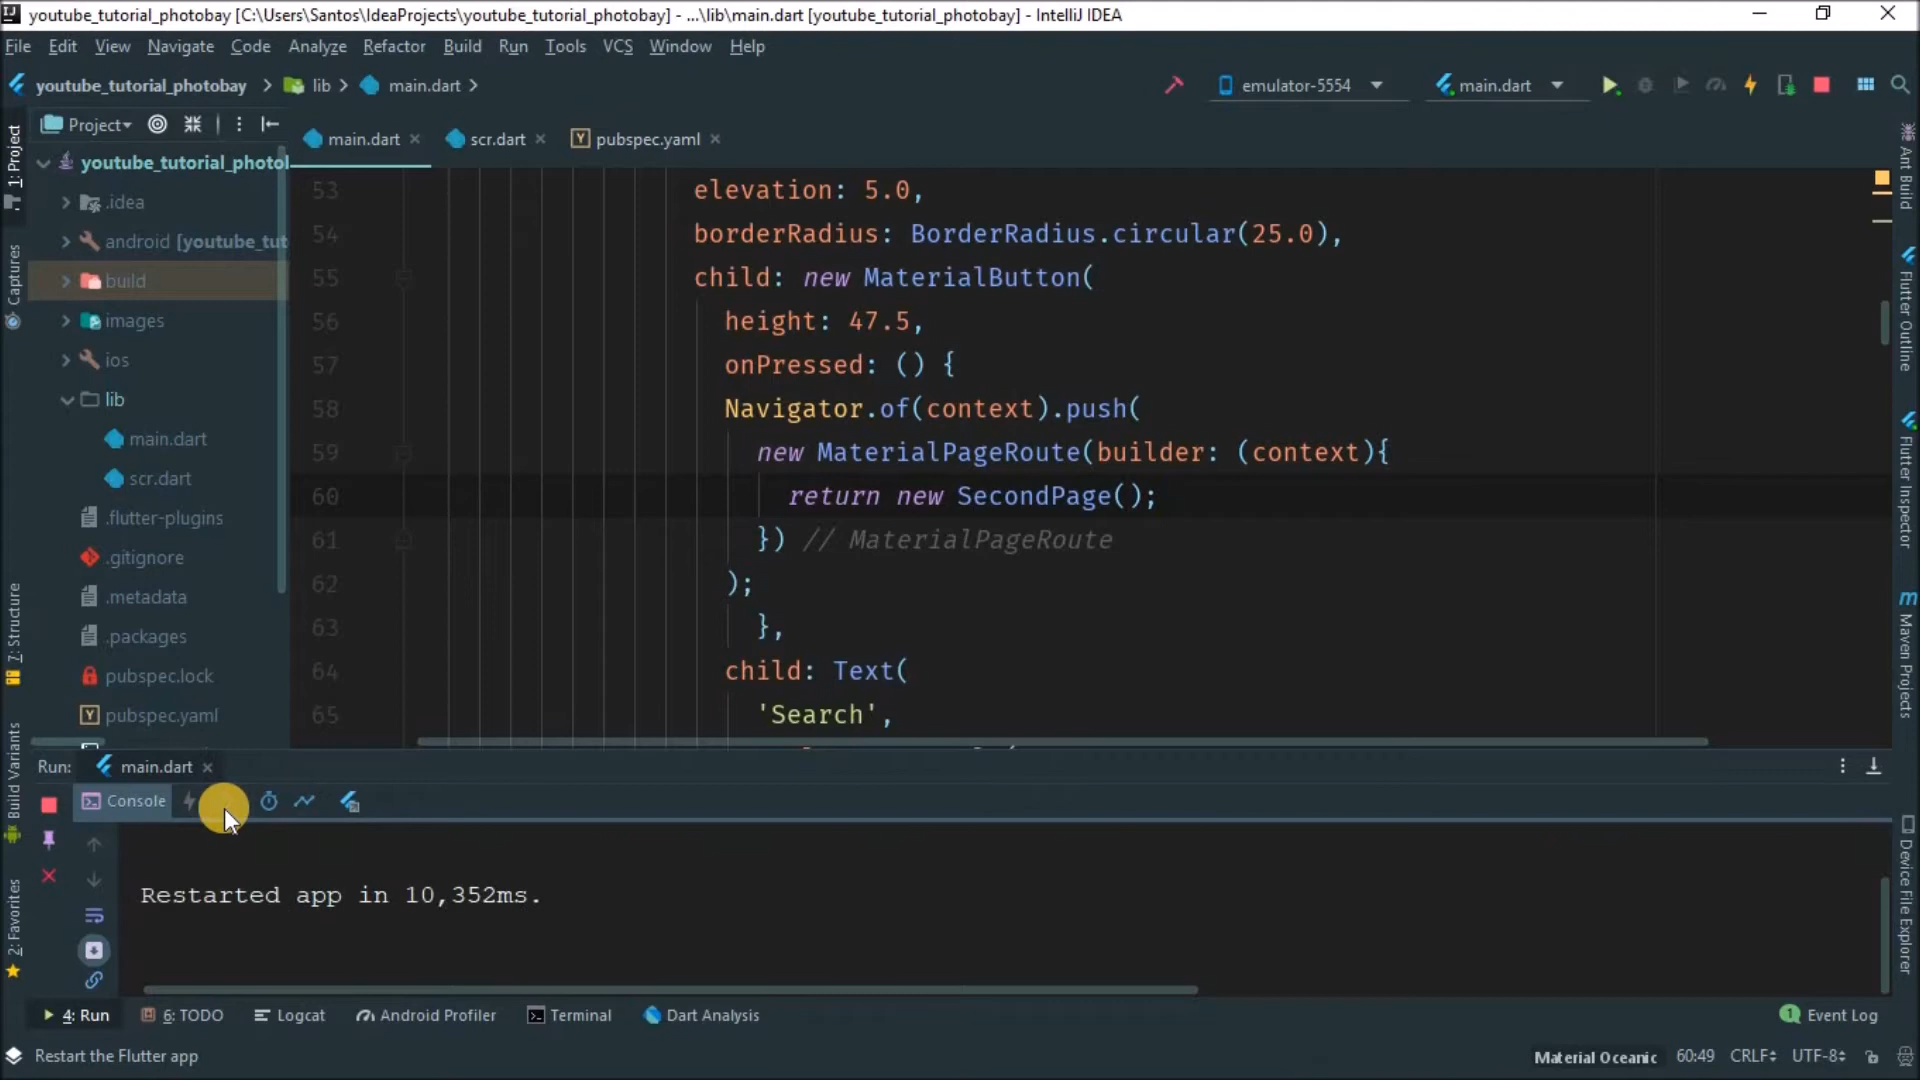 youtube_tutorial_photobay [C:\Users\Santos\IdeaProjects\youtube_tutorial_photobay] - ...\lib\main.dart [youtube_tutorial_photobay] - IntelliJ IDEA
File Edit View Navigate Code Analyze Refactor Build Run Tools VCS Window Help
youtube_tutorial_photobay lib main.dart emulator-5554 main.dart
Project main.dart scr.dart pubspec.yaml
1: Project
Captures
7: Structure
Build Variants
2: Favorites
youtube_tutorial_photol
.idea
android [youtube_tut
build
images
ios
lib
main.dart
scr.dart
.flutter-plugins
.gitignore
.metadata
.packages
pubspec.lock
pubspec.yaml
53 elevation: 5.0,
54 borderRadius: BorderRadius.circular(25.0),
55 child: new MaterialButton(
56 height: 47.5,
57 onPressed: () {
58 Navigator.of(context).push(
59 new MaterialPageRoute(builder: (context){
60 return new SecondPage();
61 }) // MaterialPageRoute
62 );
63 },
64 child: Text(
65 'Search',
Ant Build
Flutter Outline
Flutter Inspector
m Maven Projects
Device File Explorer
Run: main.dart
Console
Restarted app in 10,352ms.
4: Run 6: TODO Logcat Android Profiler Terminal Dart Analysis 1 Event Log
Restart the Flutter app Material Oceanic 60:49 CRLF UTF-8